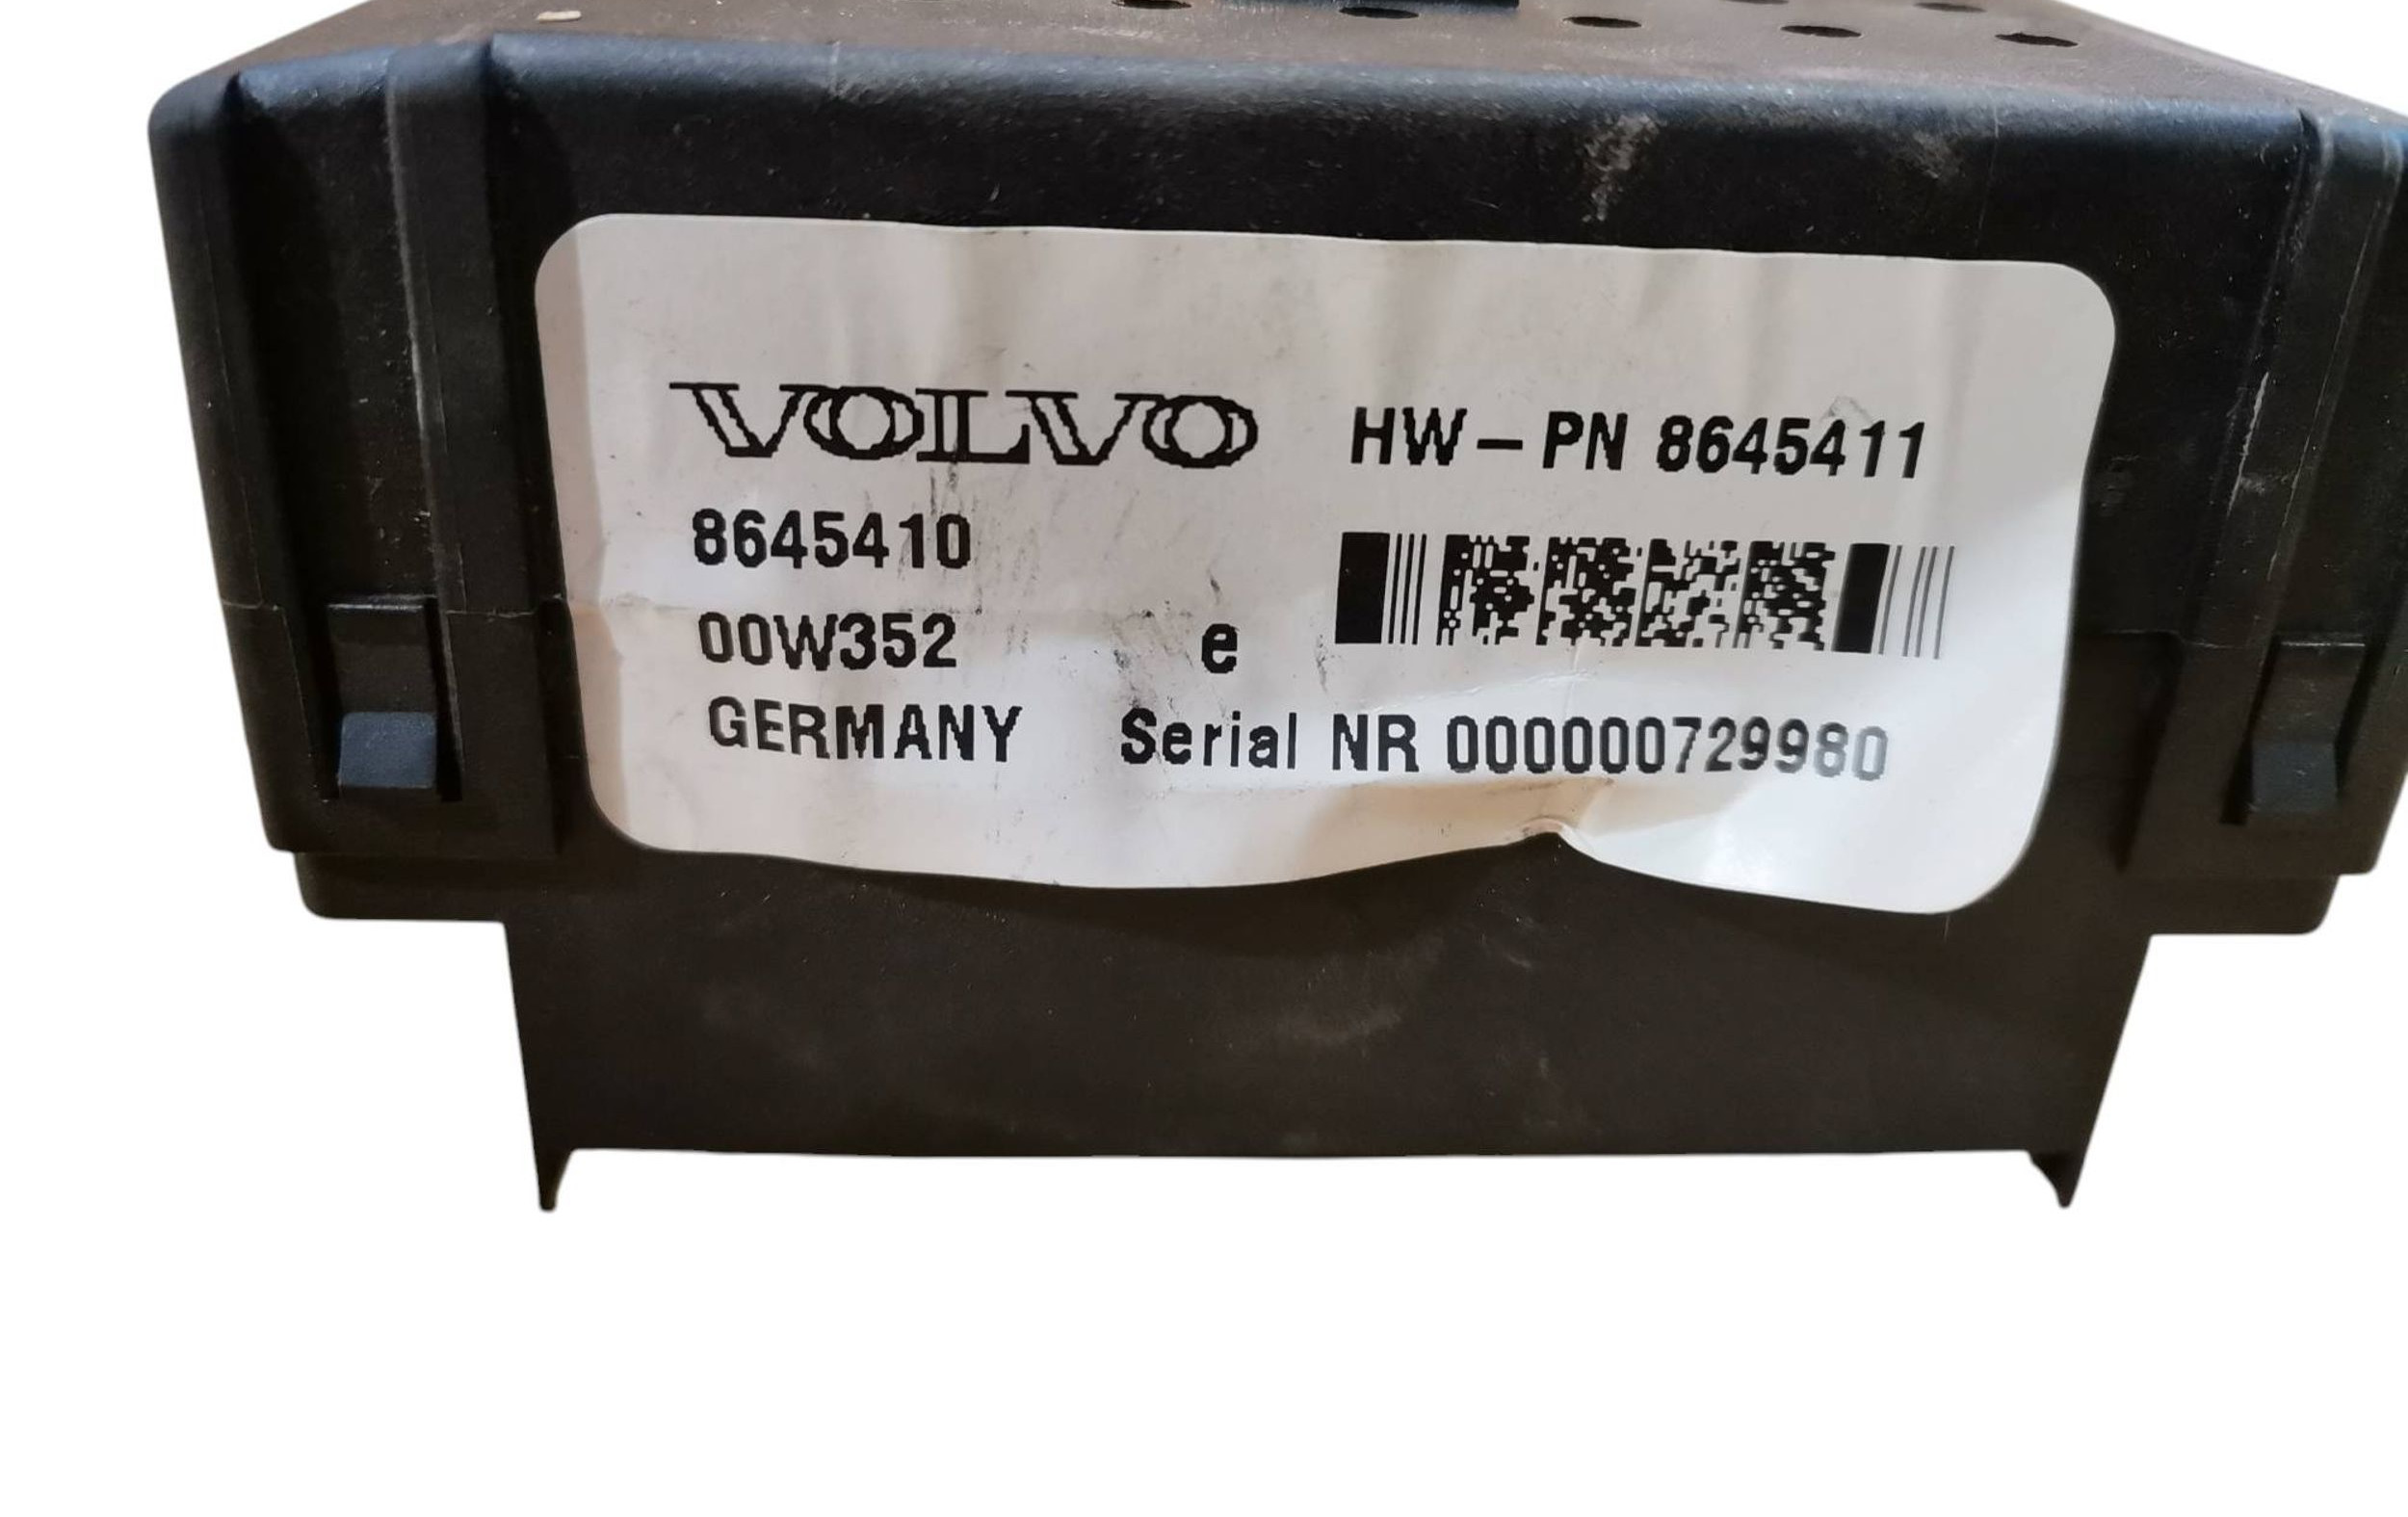 VOLVO HW-PN 8645411
8645410
00W352 e
GERMANY Serial NR 000000729980